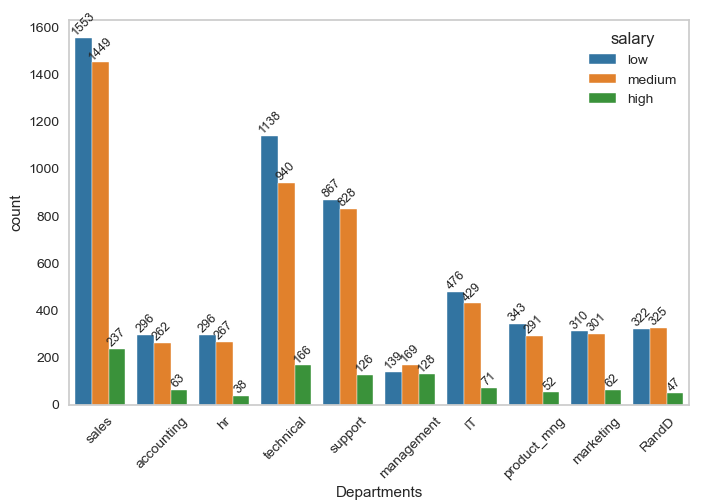 1600
1400
1200
1000
800
600
400
200
0
count
salary
low
medium
high
1553
1449
237
296
262
63
296
267
38
1138
940
166
867
828
126
139
169
128
476
429
71
343
291
52
310
301
62
322
325
47
sales
accounting
hr
technical
support
management
IT
product_mng
marketing
RandD
Departments